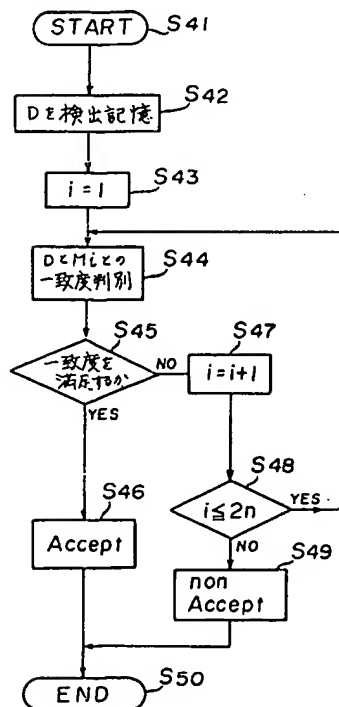 START
S41
S42
Dを検出記憶
S43
i = 1
DとMiとの
一致度判別
S44
S45
一致度を
満足するか
NO
YES
S47
i=i+1
S48
i≦2n
YES
NO
S46
Accept
S49
non
Accept
END
S50